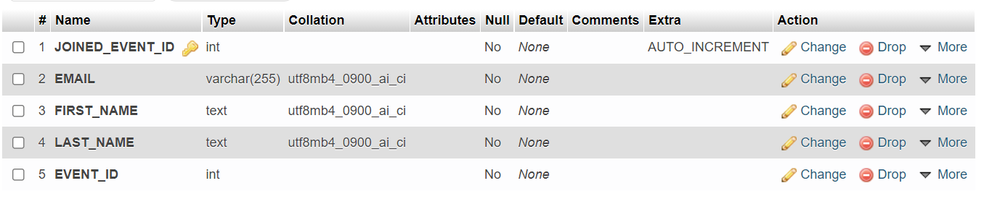 # Name Type Collation Attributes Null Default Comments Extra Action
1 JOINED_EVENT_ID int No None AUTO_INCREMENT Change Drop More
2 EMAIL varchar(255) utf8mb4_0900_ai_ci No None Change Drop More
3 FIRST_NAME text utf8mb4_0900_ai_ci No None Change Drop More
4 LAST_NAME text utf8mb4_0900_ai_ci No None Change Drop More
5 EVENT_ID int No None Change Drop More